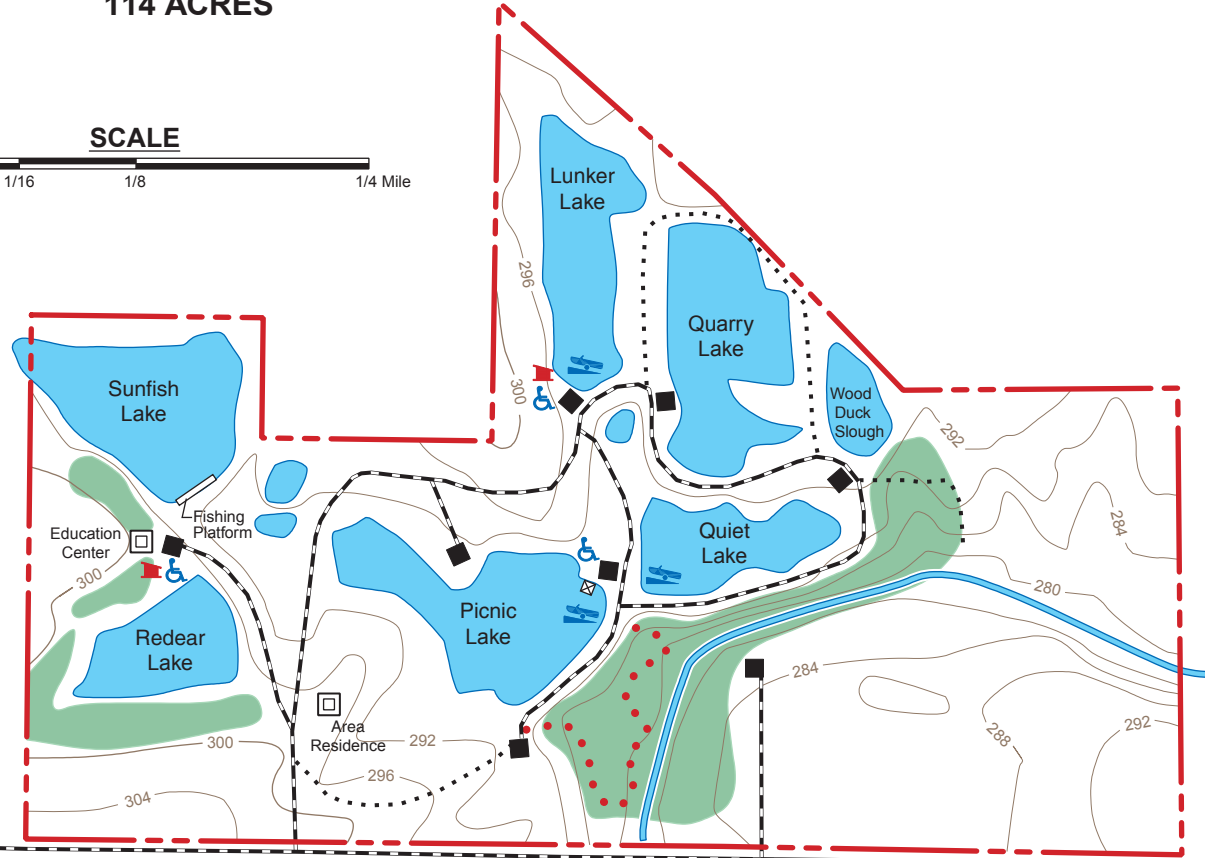 114 ACRES
SCALE
1/16
1/8
1/4 Mile
Lunker
Lake
296
300
Quarry
Lake
Sunfish
Lake
Wood
Duck
Slough
292
Fishing
Platform
Education
Center
300
Quiet
Lake
284
280
Picnic
Lake
Redear
Lake
284
Area
Residence
300
292
296
304
288
292